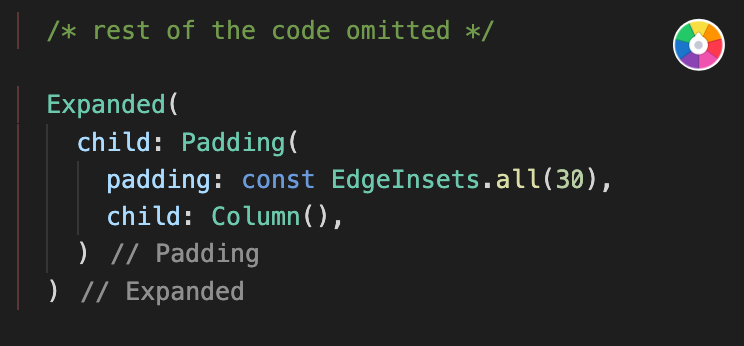 /* rest of the code omitted */
Expanded(
child: Padding(
padding: const EdgeInsets.all(30),
child: Column(),
) // Padding
) // Expanded